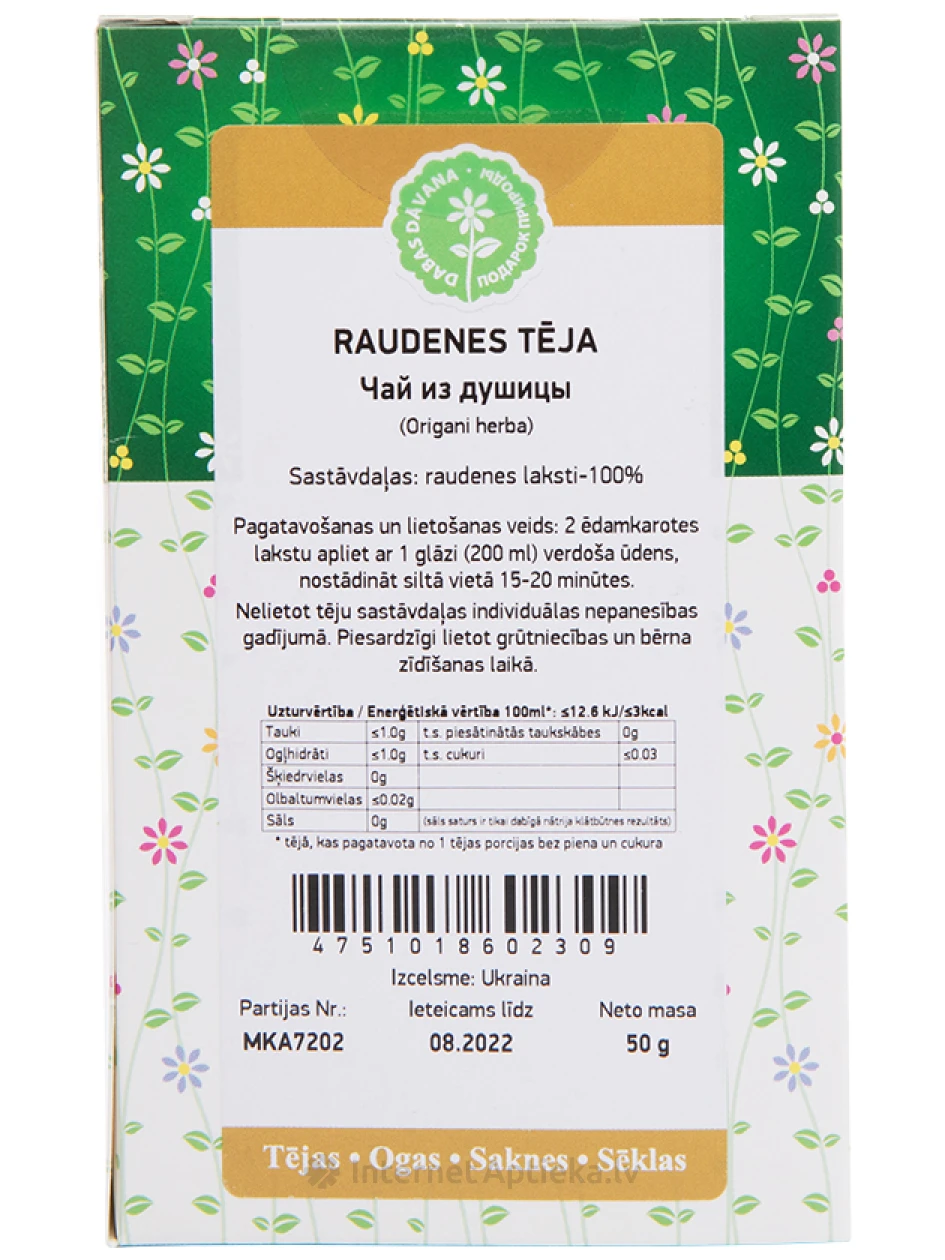 DABAS DĀVANA · ПОДАРОК ПРИРОДЫ
RAUDENES TĒJA
Чай из душицы
(Origani herba)
Sastāvdaļas: raudenes laksti-100%
Pagatavošanas un lietošanas veids: 2 ēdamkarotes
lakstu apliet ar 1 glāzi (200 ml) verdoša ūdens,
nostādināt siltā vietā 15-20 minūtes.
Nelietot tēju sastāvdaļas individuālas nepanesības
gadījumā. Piesardzīgi lietot grūtniecības un bērna
zīdīšanas laikā.
Uzturvērtība / Enerģētiskā vērtība 100ml*: ≤12.6 kJ/≤3kcal
Tauki ≤1.0g t.s. piesātinātās taukskābes 0g
Ogļhidrāti ≤1.0g t.s. cukuri ≤0.03
Šķiedrvielas 0g
Olbaltumvielas ≤0.02g
Sāls 0g (sāls saturs ir tikai dabīgā nātrija klātbūtnes rezultāts)
* tējā, kas pagatavota no 1 tējas porcijas bez piena un cukura
4751018602309
Izcelsme: Ukraina
Partijas Nr.: Ieteicams līdz Neto masa
MKA7202 08.2022 50 g
Tējas • Ogas • Saknes • Sēklas
Internet Aptieka.lv